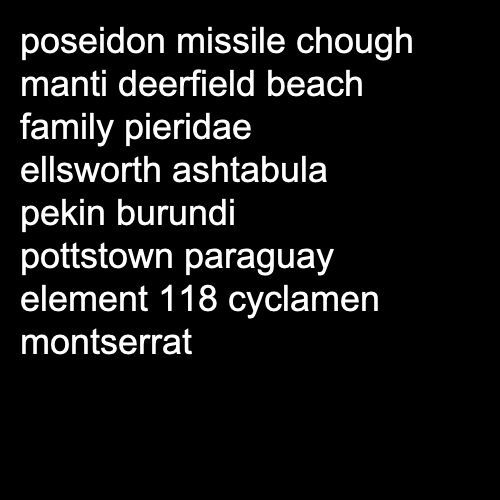 poseidon missile chough
manti deerfield beach
family pieridae
ellsworth ashtabula
pekin burundi
pottstown paraguay
element 118 cyclamen
montserrat